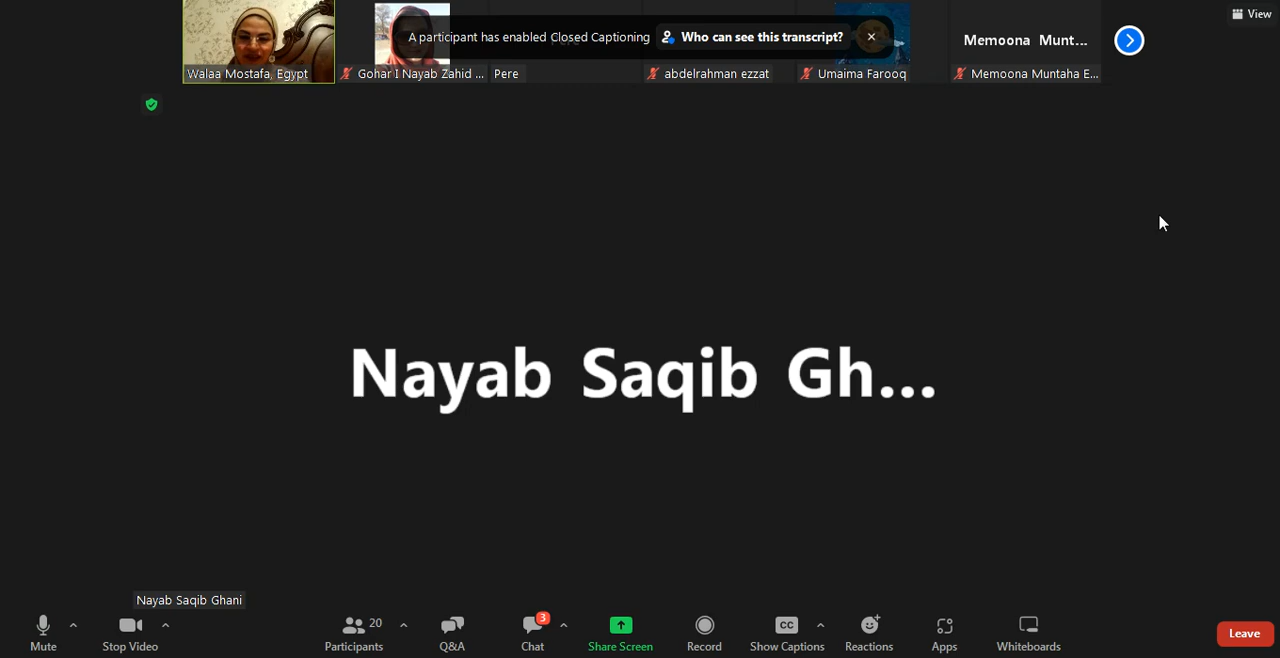 View
A participant has enabled Closed Captioning Who can see this transcript?
Memoona Munt...
Walaa Mostafa, Egypt
Gohar I Nayab Zahid ...
Pere
abdelrahman ezzat
Umaima Farooq
Memoona Muntaha E...
Nayab Saqib Gh...
Nayab Saqib Ghani
20
3
CC
Mute
Stop Video
Participants
Q&A
Chat
Share Screen
Record
Show Captions
Reactions
Apps
Whiteboards
Leave